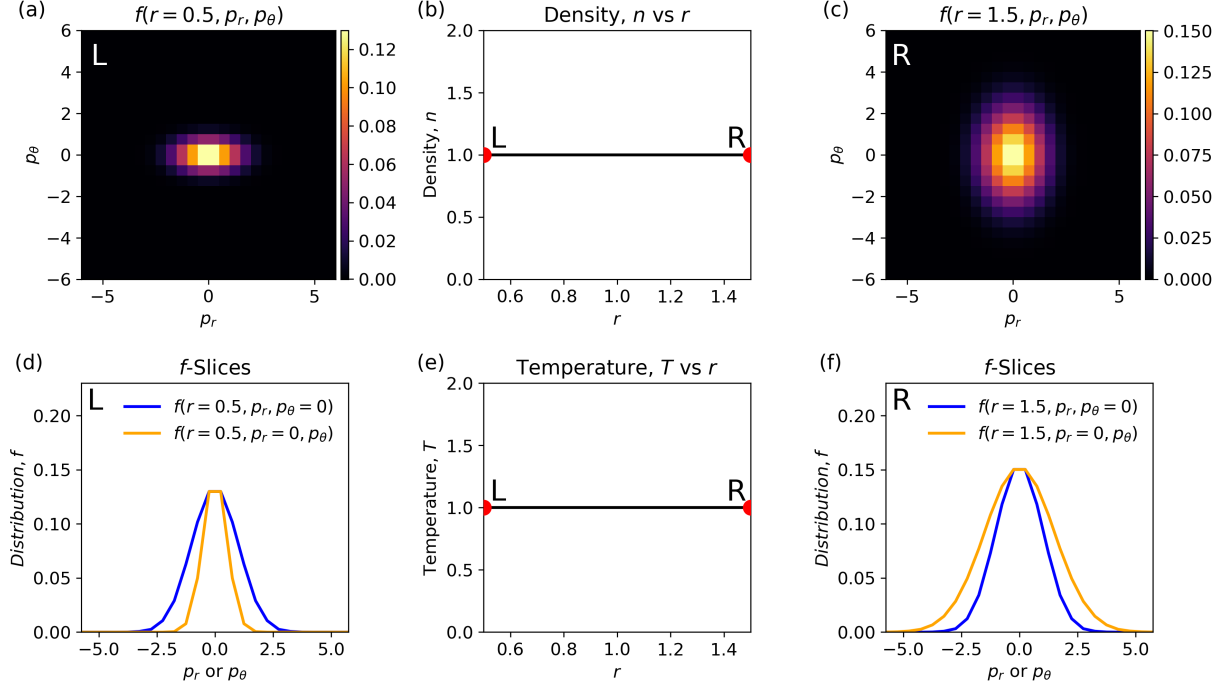 (a)
f(r = 0.5, p_r, p_θ)
L
6
4
2
0
−2
−4
−6
p_θ
−5
0
5
p_r
0.12
0.10
0.08
0.06
0.04
0.02
0.00
(b)
Density, n vs r
2.0
1.5
1.0
0.5
0.0
Density, n
L
R
0.6
0.8
1.0
1.2
1.4
r
(c)
f(r = 1.5, p_r, p_θ)
R
6
4
2
0
−2
−4
−6
p_θ
−5
0
5
p_r
0.150
0.125
0.100
0.075
0.050
0.025
0.000
(d)
f-Slices
L
f(r = 0.5, p_r, p_θ = 0)
f(r = 0.5, p_r = 0, p_θ)
0.20
0.15
0.10
0.05
0.00
Distribution, f
−5.0
−2.5
0.0
2.5
5.0
p_r or p_θ
(e)
Temperature, T vs r
2.0
1.5
1.0
0.5
0.0
Temperature, T
L
R
0.6
0.8
1.0
1.2
1.4
r
(f)
f-Slices
R
f(r = 1.5, p_r, p_θ = 0)
f(r = 1.5, p_r = 0, p_θ)
0.20
0.15
0.10
0.05
0.00
Distribution, f
−5.0
−2.5
0.0
2.5
5.0
p_r or p_θ